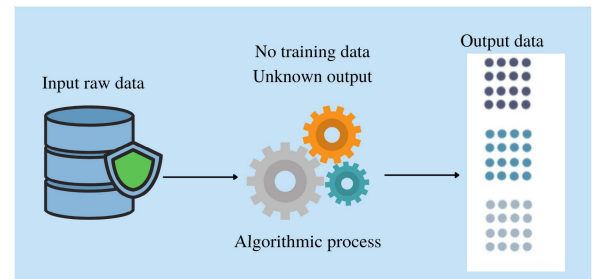 Input raw data
No training data
Unknown output
Algorithmic process
Output data